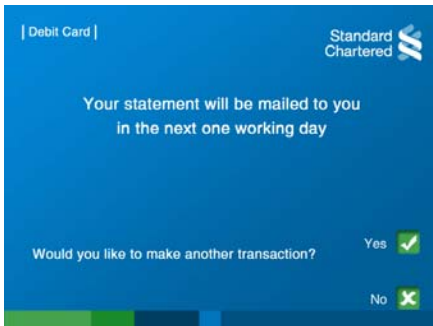 | Debit Card |
Standard
Chartered
Your statement will be mailed to you
in the next one working day
Would you like to make another transaction?
Yes
No